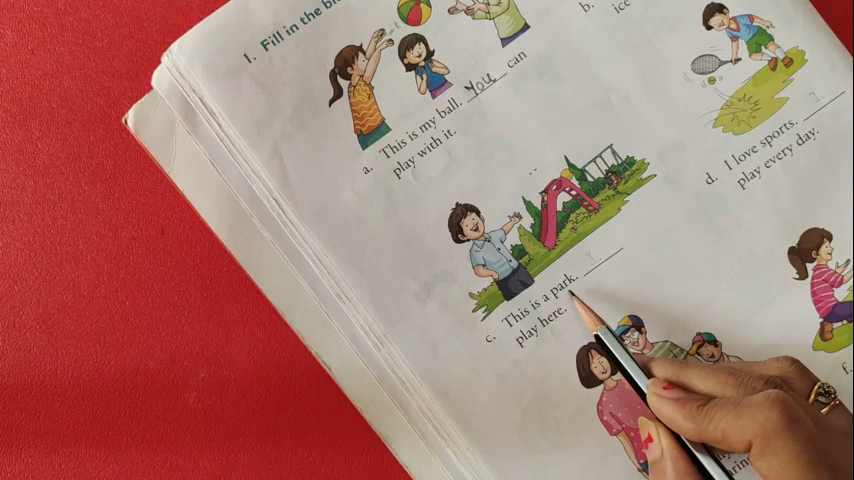 1. Fill in the
a. This is my ball. You can
play with it.
b.
ice
c. This is a park. I
play here.
d. I love sports. I
play every day.
f.